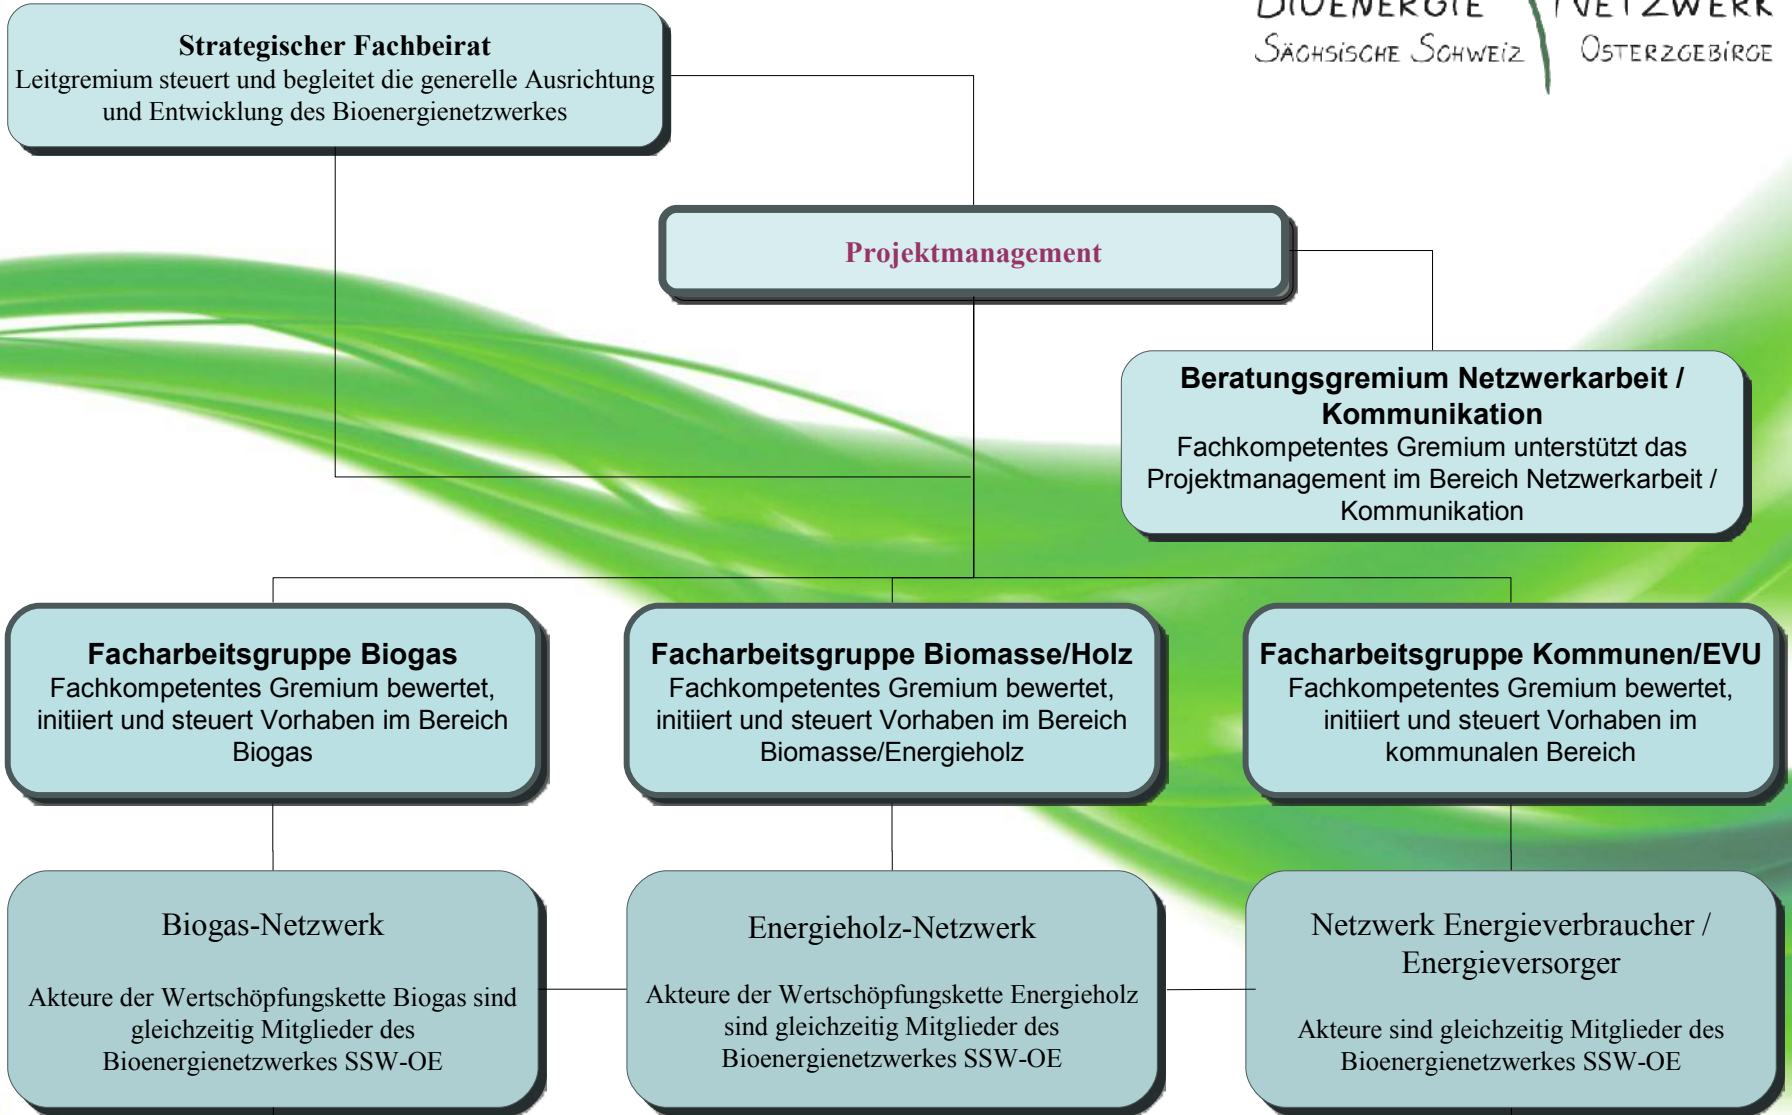 BIOENERGIE NETZWERK
SÄCHSISCHE SCHWEIZ OSTERZGEBIRGE
Strategischer Fachbeirat
Leitgremium steuert und begleitet die generelle Ausrichtung
und Entwicklung des Bioenergienetzwerkes
Projektmanagement
Beratungsgremium Netzwerkarbeit /
Kommunikation
Fachkompetentes Gremium unterstützt das
Projektmanagement im Bereich Netzwerkarbeit /
Kommunikation
Facharbeitsgruppe Biogas
Fachkompetentes Gremium bewertet,
initiiert und steuert Vorhaben im Bereich
Biogas
Facharbeitsgruppe Biomasse/Holz
Fachkompetentes Gremium bewertet,
initiiert und steuert Vorhaben im Bereich
Biomasse/Energieholz
Facharbeitsgruppe Kommunen/EVU
Fachkompetentes Gremium bewertet,
initiiert und steuert Vorhaben im
kommunalen Bereich
Biogas-Netzwerk
Akteure der Wertschöpfungskette Biogas sind
gleichzeitig Mitglieder des
Bioenergienetzwerkes SSW-OE
Energieholz-Netzwerk
Akteure der Wertschöpfungskette Energieholz
sind gleichzeitig Mitglieder des
Bioenergienetzwerkes SSW-OE
Netzwerk Energieverbraucher /
Energieversorger
Akteure sind gleichzeitig Mitglieder des
Bioenergienetzwerkes SSW-OE